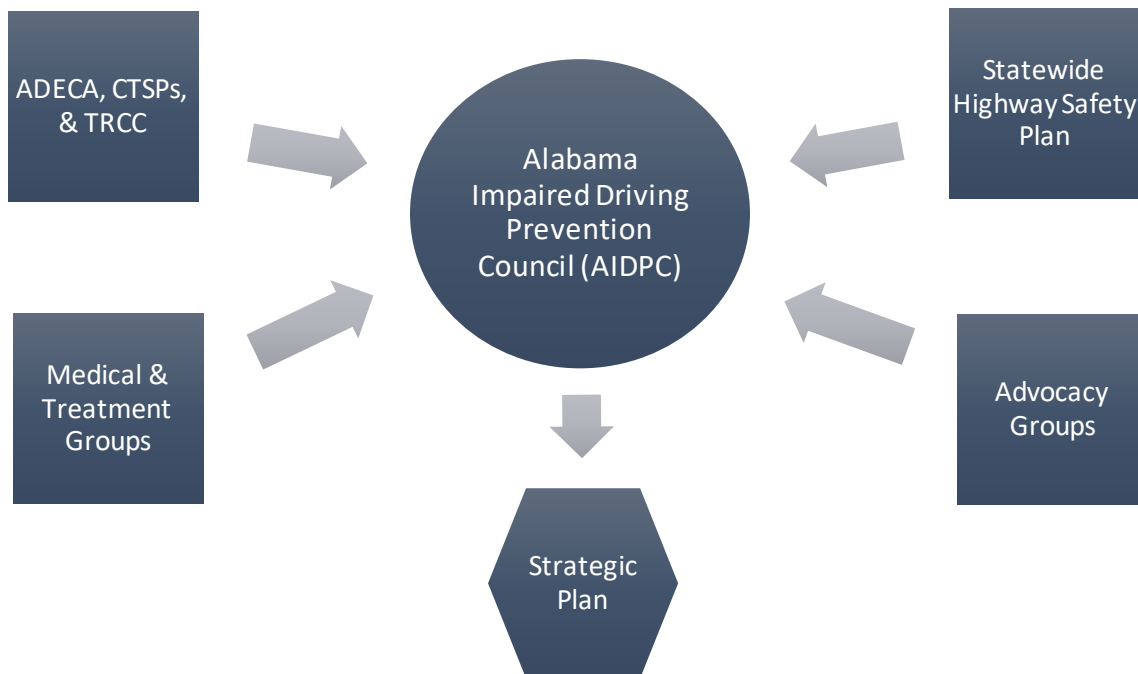 ADECA, CTSPs,
& TRCC
Alabama
Impaired Driving
Prevention
Council (AIDPC)
Statewide
Highway Safety
Plan
Medical &
Treatment
Groups
Advocacy
Groups
Strategic
Plan